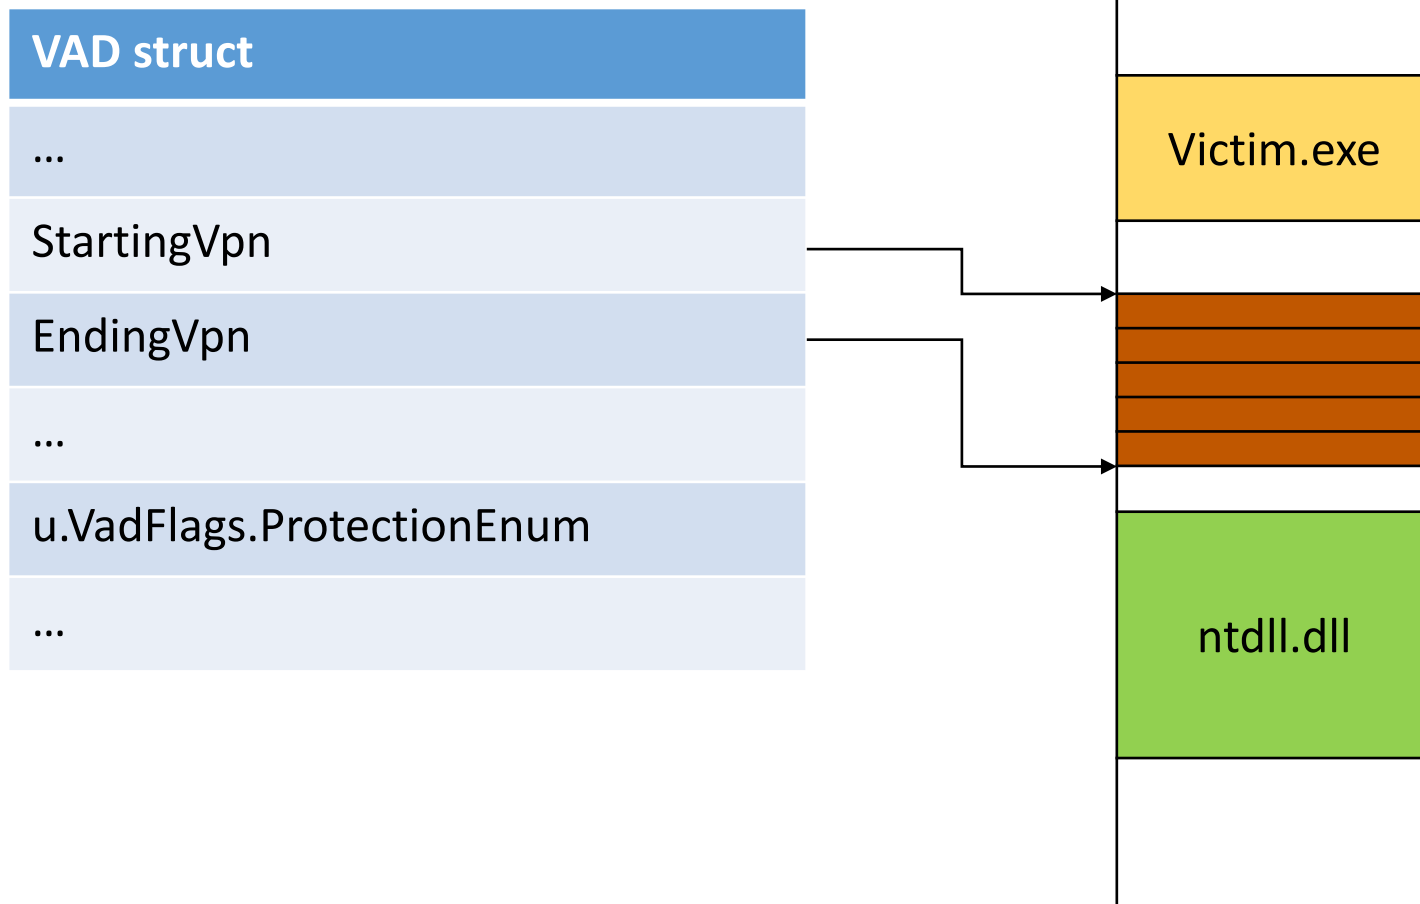 VAD struct
...
StartingVpn
EndingVpn
...
u.VadFlags.ProtectionEnum
...
Victim.exe
ntdll.dll